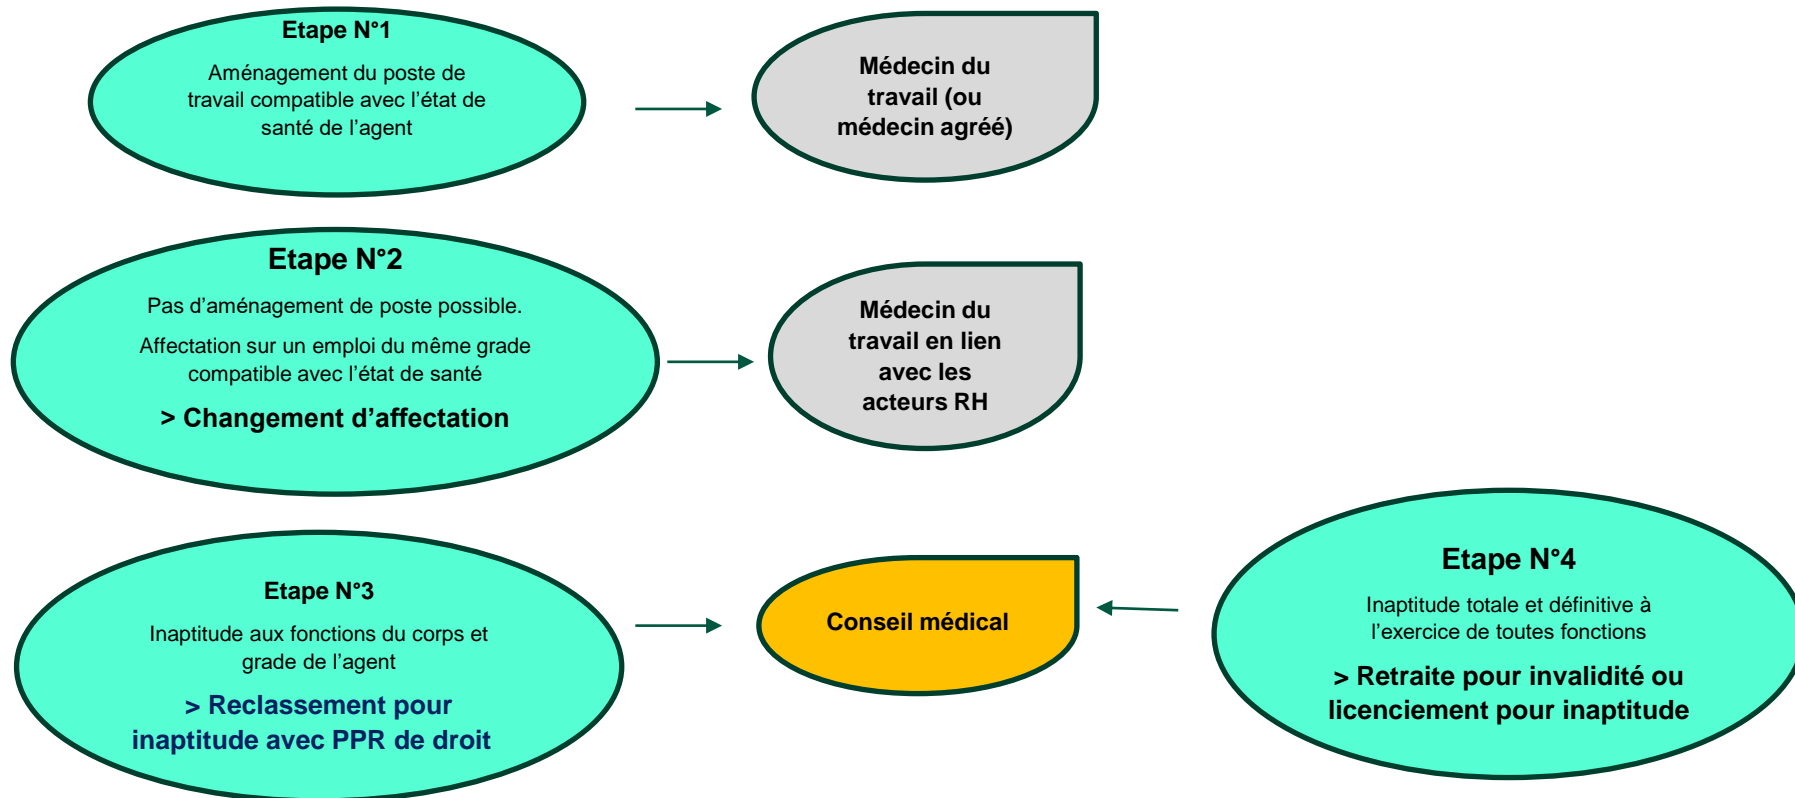 Etape N°1
Aménagement du poste de
travail compatible avec l’état de
santé de l’agent
Médecin du
travail (ou
médecin agréé)
Etape N°2
Pas d’aménagement de poste possible.
Affectation sur un emploi du même grade
compatible avec l’état de santé
> Changement d’affectation
Médecin du
travail en lien
avec les
acteurs RH
Etape N°3
Inaptitude aux fonctions du corps et
grade de l’agent
> Reclassement pour
inaptitude avec PPR de droit
Conseil médical
Etape N°4
Inaptitude totale et définitive à
l’exercice de toutes fonctions
> Retraite pour invalidité ou
licenciement pour inaptitude